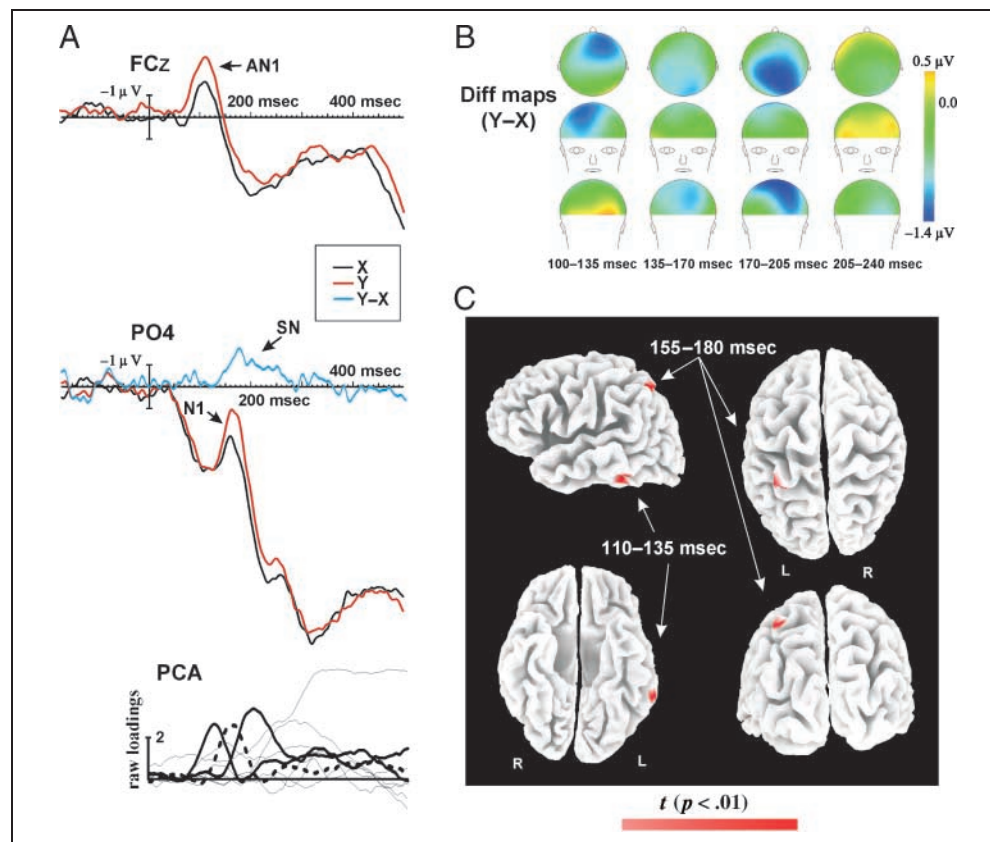 A
FCz
AN1
−1 μ V
200 msec
400 msec
X
Y
Y−X
PO4
SN
−1 μ V
400 msec
200 msec
N1
PCA
raw loadings
2
B
Diff maps
(Y−X)
0.5 μV
0.0
−1.4 μV
100−135 msec
135−170 msec
170−205 msec
205−240 msec
C
155−180 msec
110−135 msec
L
R
R
L
t (p < .01)